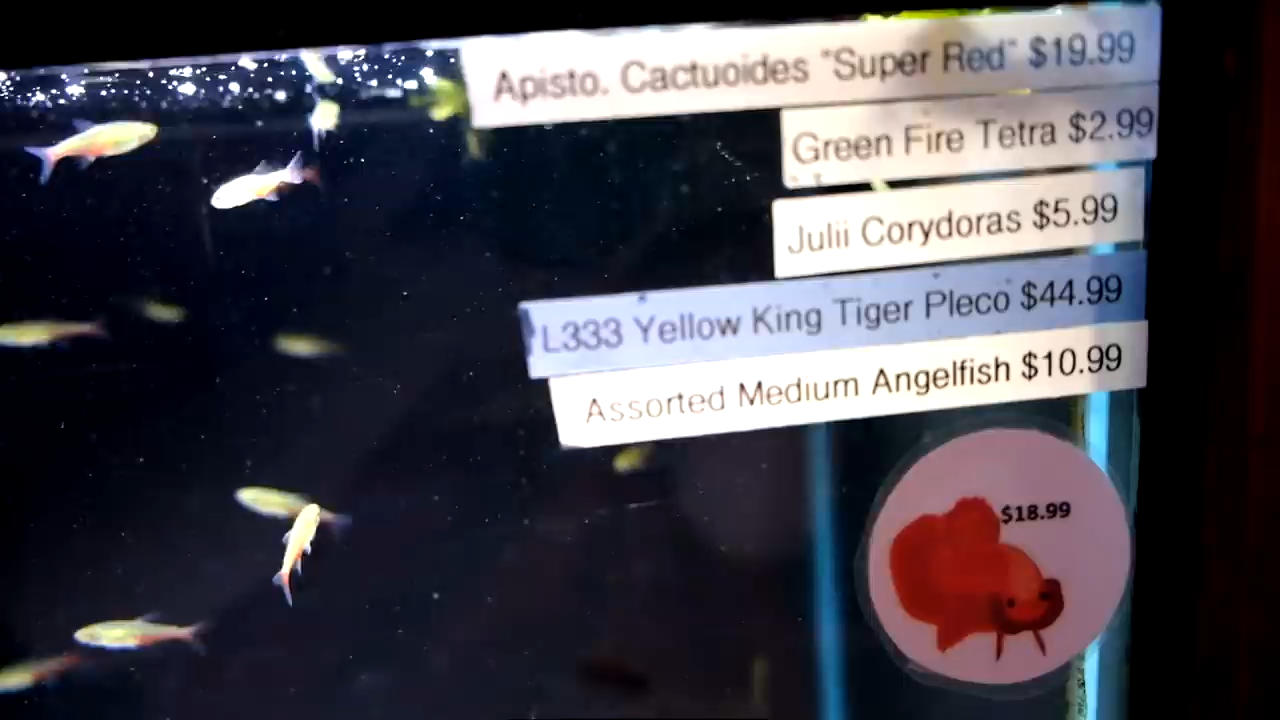 Apisto. Cactuoides "Super Red" $19.99
Green Fire Tetra $2.99
Julii Corydoras $5.99
L333 Yellow King Tiger Pleco $44.99
Assorted Medium Angelfish $10.99
$18.99